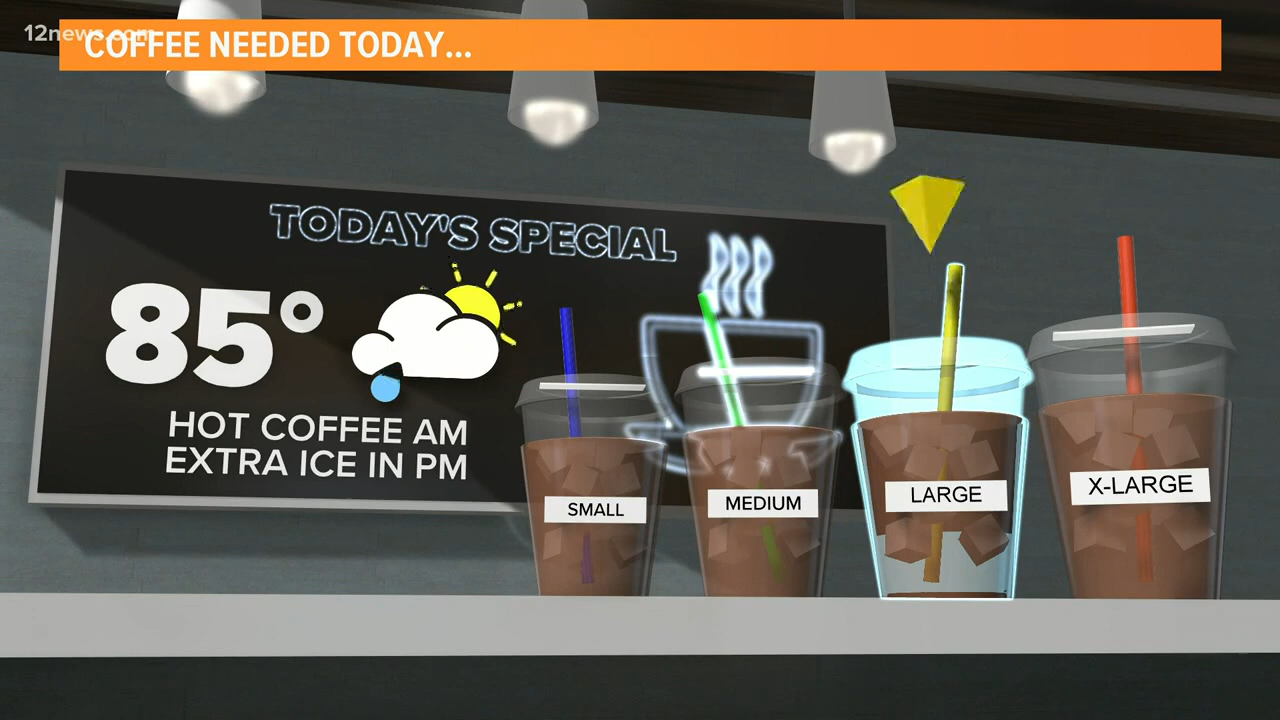 12news.com
COFFEE NEEDED TODAY...
TODAY'S SPECIAL
85°
HOT COFFEE AM
EXTRA ICE IN PM
SMALL
MEDIUM
LARGE
X-LARGE